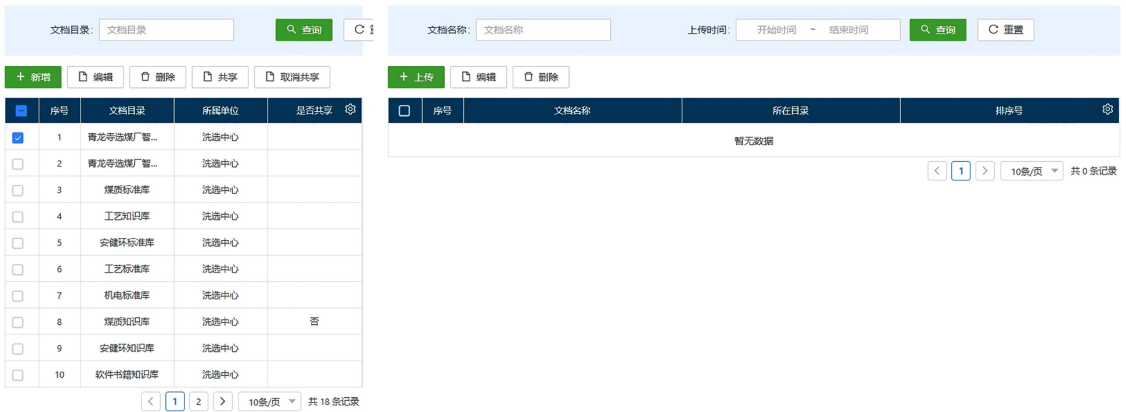 文档目录: 文档目录 查询
+ 新增 编辑 删除 共享 取消共享
序号 文档目录 所属单位 是否共享
1 青龙寺选煤厂智... 洗选中心
2 青龙寺选煤厂智... 洗选中心
3 煤质标准库 洗选中心
4 工艺知识库 洗选中心
5 安健环标准库 洗选中心
6 工艺标准库 洗选中心
7 机电标准库 洗选中心
8 煤质知识库 洗选中心 否
9 安健环知识库 洗选中心
10 软件书籍知识库 洗选中心
< 1 2 > 10条/页 共 18 条记录
文档名称: 文档名称 上传时间: 开始时间 ~ 结束时间 查询 重置
+ 上传 编辑 删除
序号 文档名称 所在目录 排序号
暂无数据
< 1 > 10条/页 共 0 条记录